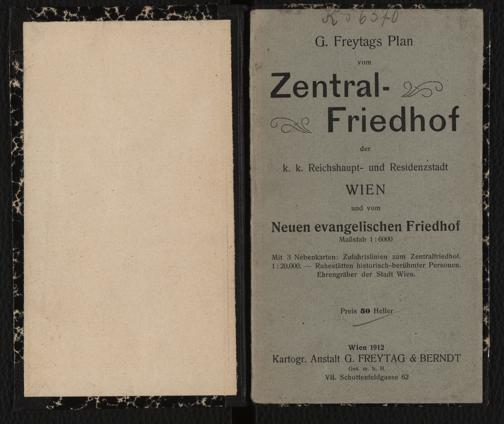 G. Freytags Plan
vom
Zentral-
Friedhof
der
k. k. Reichshaupt- und Residenzstadt
WIEN
und vom
Neuen evangelischen Friedhof
Maßstab 1:6000
Mit 3 Nebenkarten: Zufahrtslinien zum Zentralfriedhof.
1:20.000. — Ruhestätten historisch-berühmter Personen.
Ehrengräber der Stadt Wien.
Preis 50 Heller
Wien 1912
Kartogr. Anstalt G. FREYTAG & BERNDT
Ges. m. b. H.
VII. Schottenfeldgasse 62